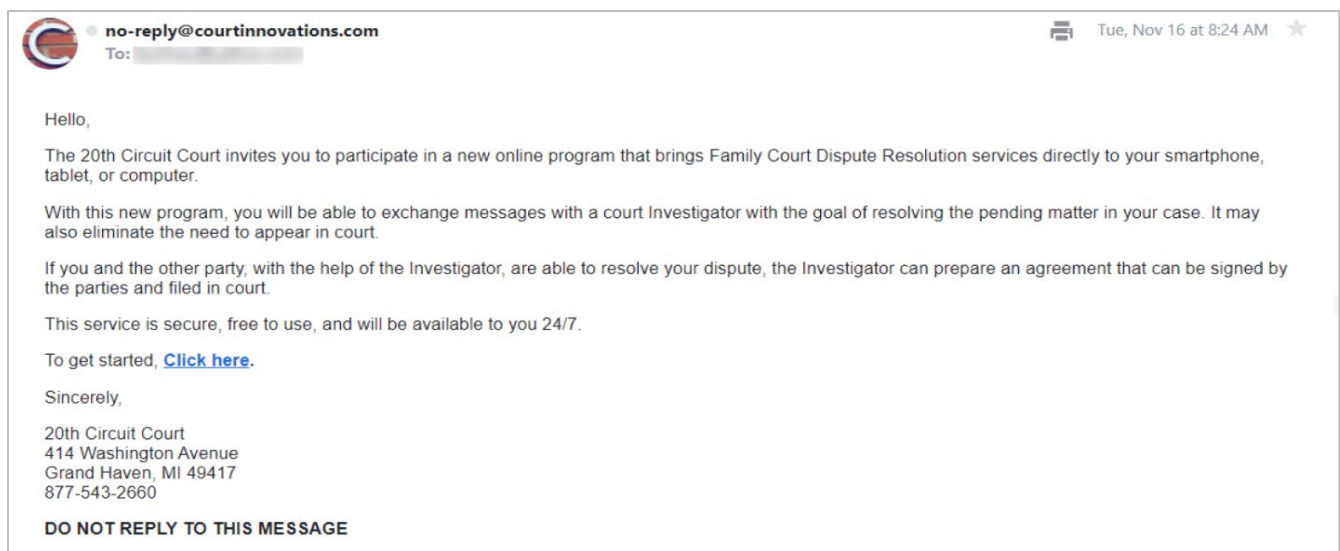 no-reply@courtinnovations.com
Tue, Nov 16 at 8:24 AM
To:
Hello,
The 20th Circuit Court invites you to participate in a new online program that brings Family Court Dispute Resolution services directly to your smartphone,
tablet, or computer.
With this new program, you will be able to exchange messages with a court Investigator with the goal of resolving the pending matter in your case. It may
also eliminate the need to appear in court.
If you and the other party, with the help of the Investigator, are able to resolve your dispute, the Investigator can prepare an agreement that can be signed by
the parties and filed in court.
This service is secure, free to use, and will be available to you 24/7.
To get started, Click here.
Sincerely,
20th Circuit Court
414 Washington Avenue
Grand Haven, MI 49417
877-543-2660
DO NOT REPLY TO THIS MESSAGE